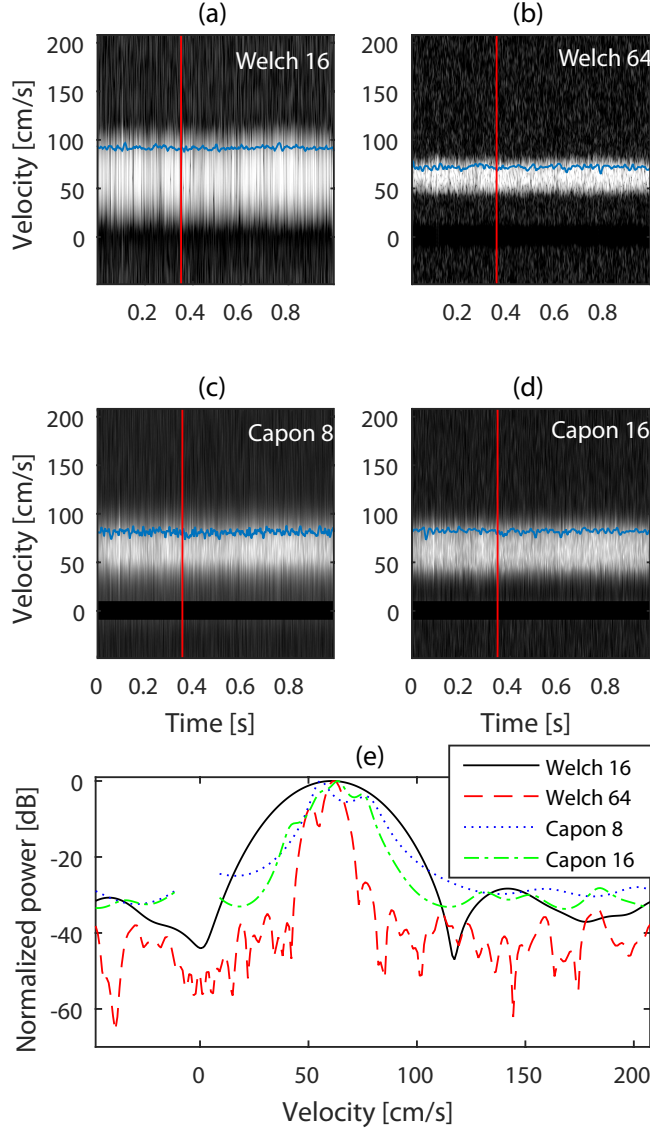 (a)
Welch 16
Velocity [cm/s]
200
150
100
50
0
0.2 0.4 0.6 0.8
(b)
Welch 64
200
150
100
50
0
0.2 0.4 0.6 0.8
(c)
Capon 8
Velocity [cm/s]
200
150
100
50
0
0 0.2 0.4 0.6 0.8
Time [s]
(d)
Capon 16
200
150
100
50
0
0 0.2 0.4 0.6 0.8
Time [s]
(e)
Normalized power [dB]
0
-20
-40
-60
Welch 16
Welch 64
Capon 8
Capon 16
0 50 100 150 200
Velocity [cm/s]